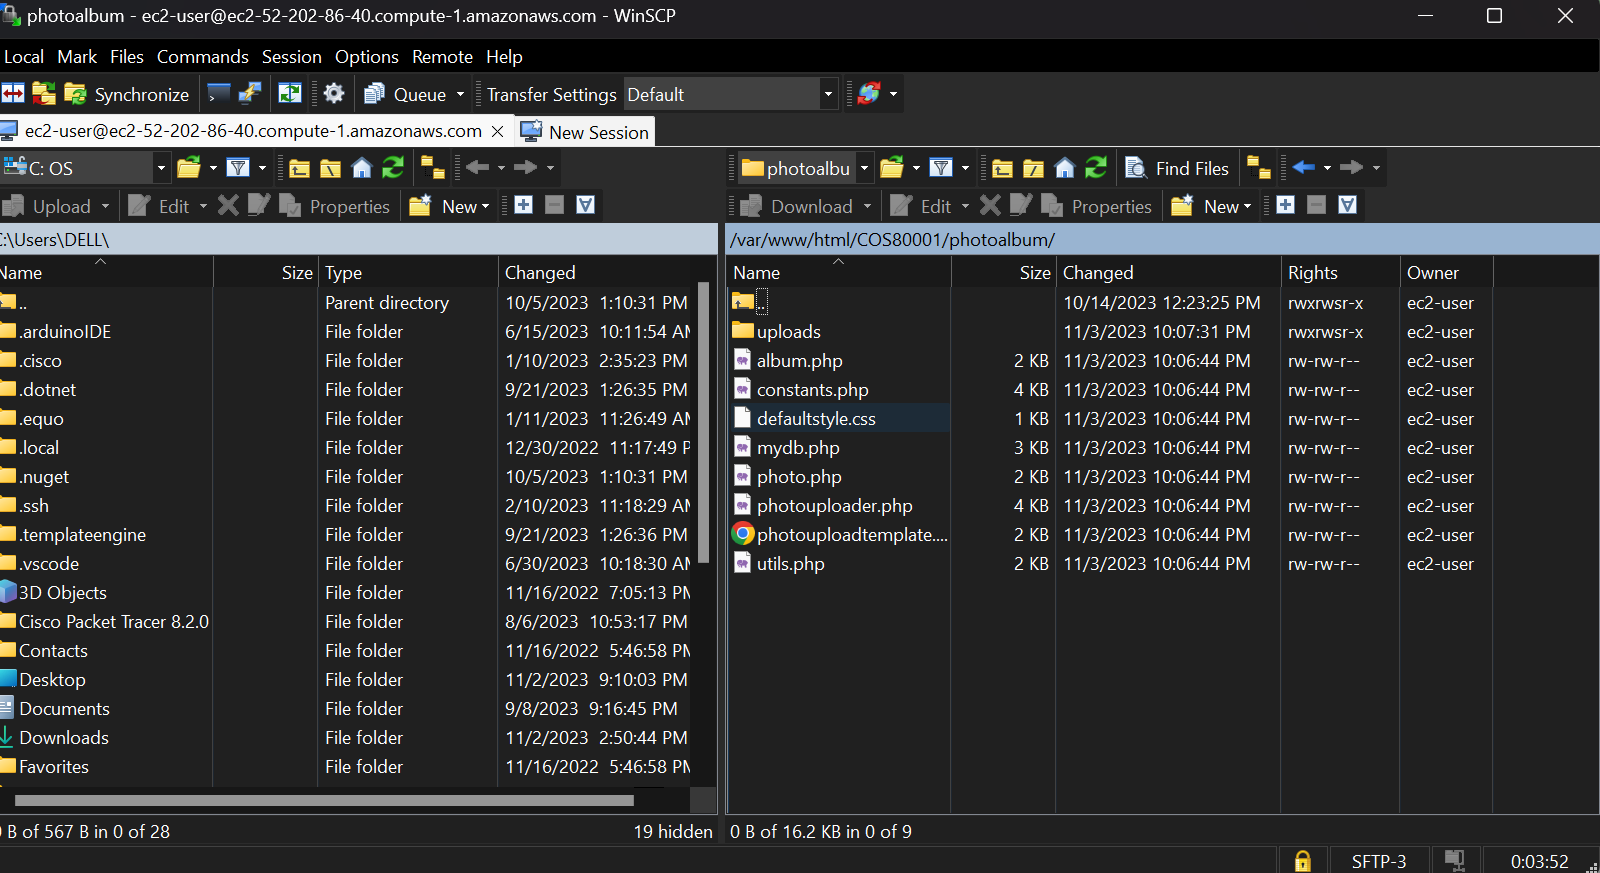 photoalbum - ec2-user@ec2-52-202-86-40.compute-1.amazonaws.com - WinSCP
Local Mark Files Commands Session Options Remote Help
Synchronize Queue Transfer Settings Default
ec2-user@ec2-52-202-86-40.compute-1.amazonaws.com New Session
C: OS
Upload Edit Properties New
C:\Users\DELL\
Name Size Type Changed
.. Parent directory 10/5/2023 1:10:31 PM
.arduinoIDE File folder 6/15/2023 10:11:54 AM
.cisco File folder 1/10/2023 2:35:23 PM
.dotnet File folder 9/21/2023 1:26:35 PM
.equo File folder 1/11/2023 11:26:49 AM
.local File folder 12/30/2022 11:17:49 P
.nuget File folder 10/5/2023 1:10:31 PM
.ssh File folder 2/10/2023 11:18:29 AM
.templateengine File folder 9/21/2023 1:26:36 PM
.vscode File folder 6/30/2023 10:18:30 AM
3D Objects File folder 11/16/2022 7:05:13 PM
Cisco Packet Tracer 8.2.0 File folder 8/6/2023 10:53:17 PM
Contacts File folder 11/16/2022 5:46:58 PM
Desktop File folder 11/2/2023 9:10:03 PM
Documents File folder 9/8/2023 9:16:45 PM
Downloads File folder 11/2/2023 2:50:44 PM
Favorites File folder 11/16/2022 5:46:58 PM
B of 567 B in 0 of 28 19 hidden
photoalbu Find Files
Download Edit Properties New
/var/www/html/COS80001/photoalbum/
Name Size Changed Rights Owner
.. 10/14/2023 12:23:25 PM rwxrwsr-x ec2-user
uploads 11/3/2023 10:07:31 PM rwxrwsr-x ec2-user
album.php 2 KB 11/3/2023 10:06:44 PM rw-rw-r-- ec2-user
constants.php 4 KB 11/3/2023 10:06:44 PM rw-rw-r-- ec2-user
defaultstyle.css 1 KB 11/3/2023 10:06:44 PM rw-rw-r-- ec2-user
mydb.php 3 KB 11/3/2023 10:06:44 PM rw-rw-r-- ec2-user
photo.php 2 KB 11/3/2023 10:06:44 PM rw-rw-r-- ec2-user
photouploader.php 4 KB 11/3/2023 10:06:44 PM rw-rw-r-- ec2-user
photouploadtemplate.... 2 KB 11/3/2023 10:06:44 PM rw-rw-r-- ec2-user
utils.php 2 KB 11/3/2023 10:06:44 PM rw-rw-r-- ec2-user
0 B of 16.2 KB in 0 of 9
SFTP-3 0:03:52